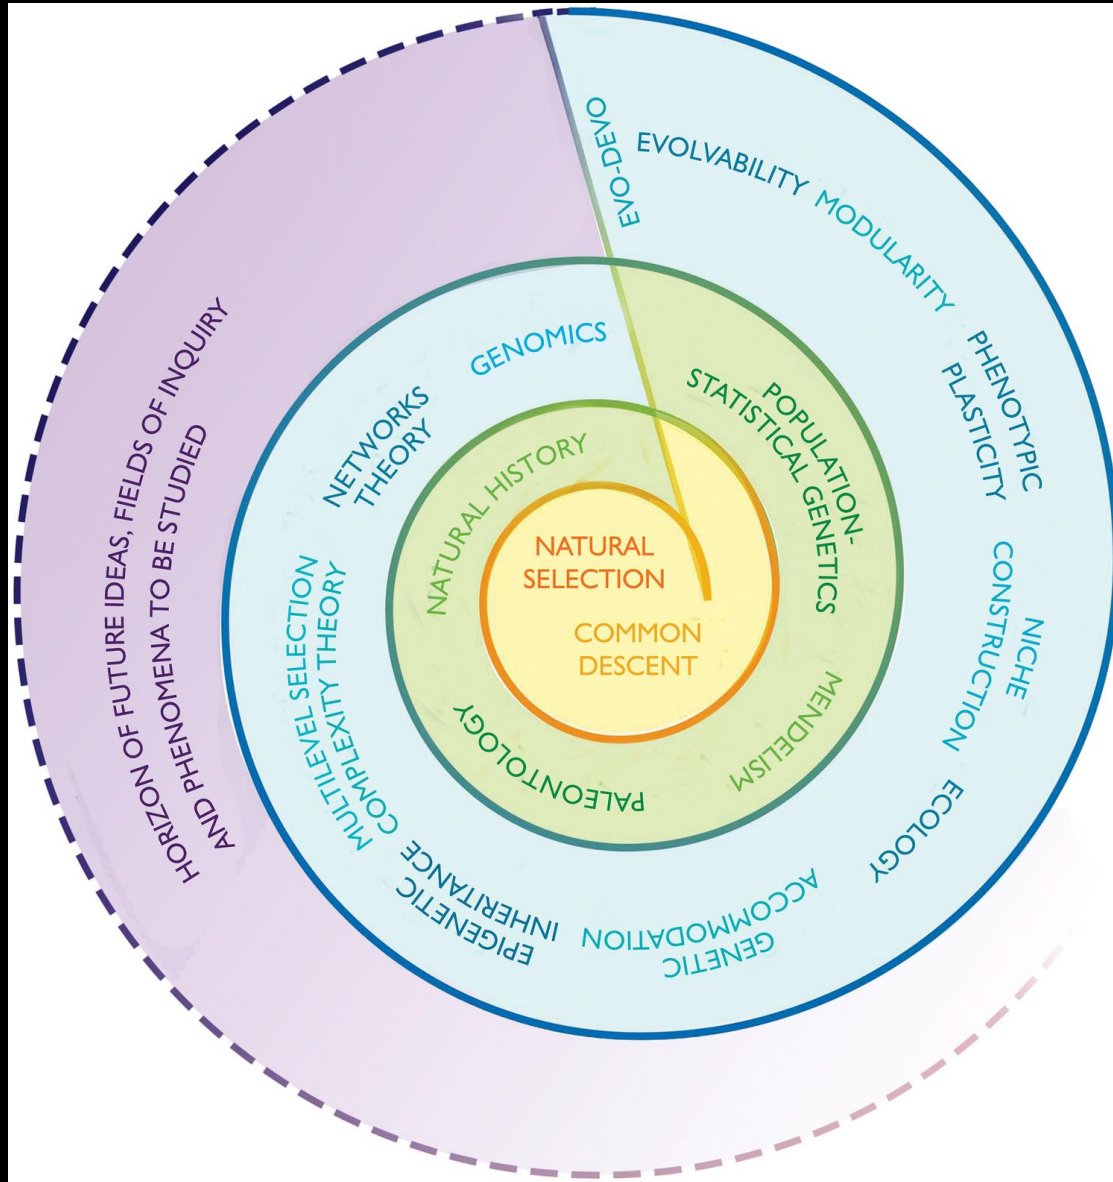 NATURAL
SELECTION
COMMON
DESCENT
POPULATION-
STATISTICAL GENETICS
MENDELISM
PALEONTOLOGY
NATURAL HISTORY
EVO-DEVO
EVOLVABILITY
MODULARITY
PHENOTYPIC
PLASTICITY
NICHE
CONSTRUCTION
ECOLOGY
GENETIC
ACCOMMODATION
EPIGENETIC
INHERITANCE
MULTILEVEL SELECTION
COMPLEXITY THEORY
NETWORKS
THEORY
GENOMICS
HORIZON OF FUTURE IDEAS, FIELDS OF INQUIRY
AND PHENOMENA TO BE STUDIED